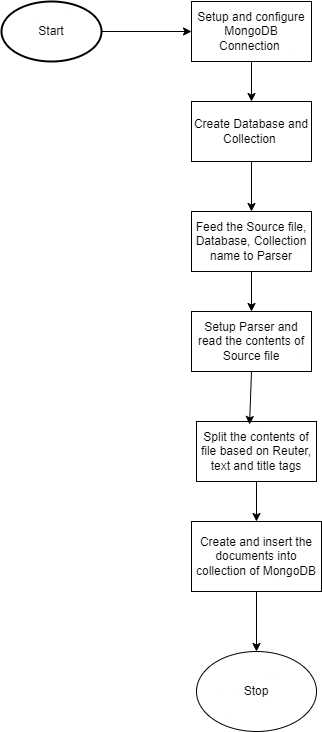 Start
Setup and configure
MongoDB
Connection
Create Database and
Collection
Feed the Source file,
Database, Collection
name to Parser
Setup Parser and
read the contents of
Source file
Split the contents of
file based on Reuter,
text and title tags
Create and insert the
documents into
collection of MongoDB
Stop